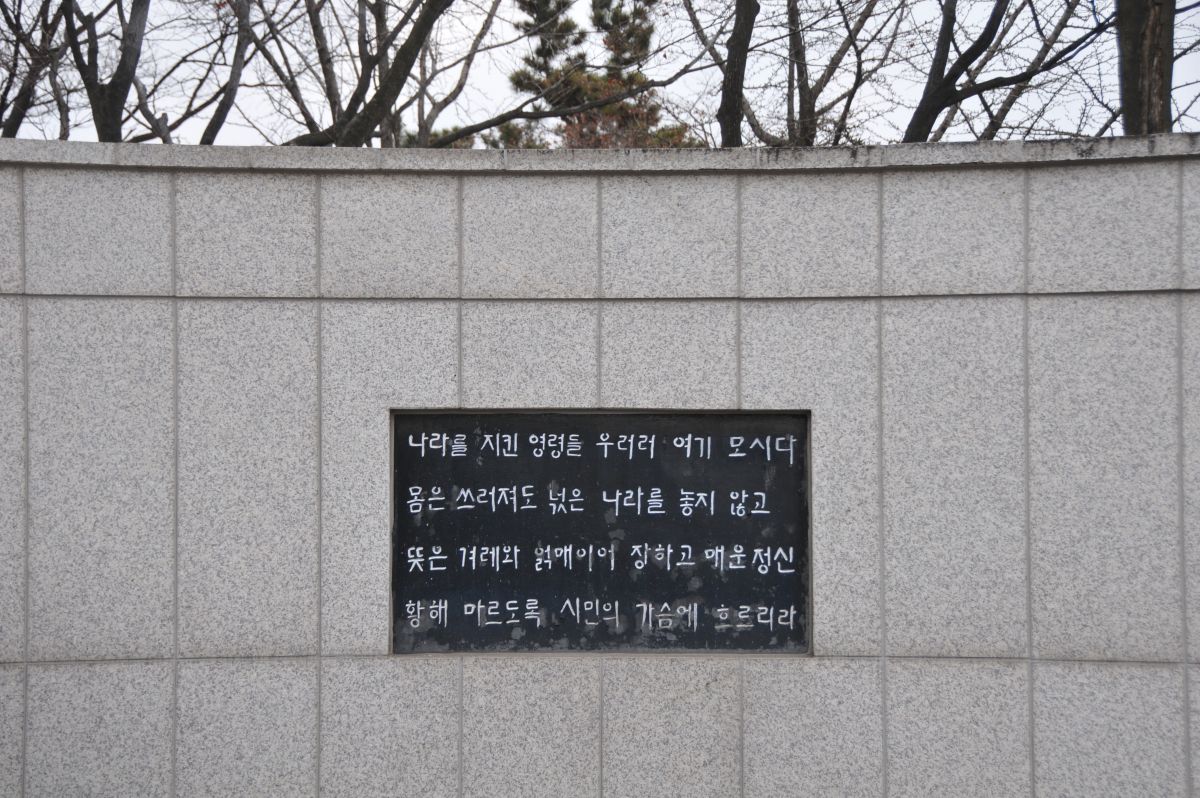 나라를 지킨 영령들 우러러 여기 모시다
몸은 쓰러져도 넋은 나라를 놓지 않고
뜻은 겨레와 얽매이어 장하고 매운정신
황해 마르도록 시민의 가슴에 흐르리라